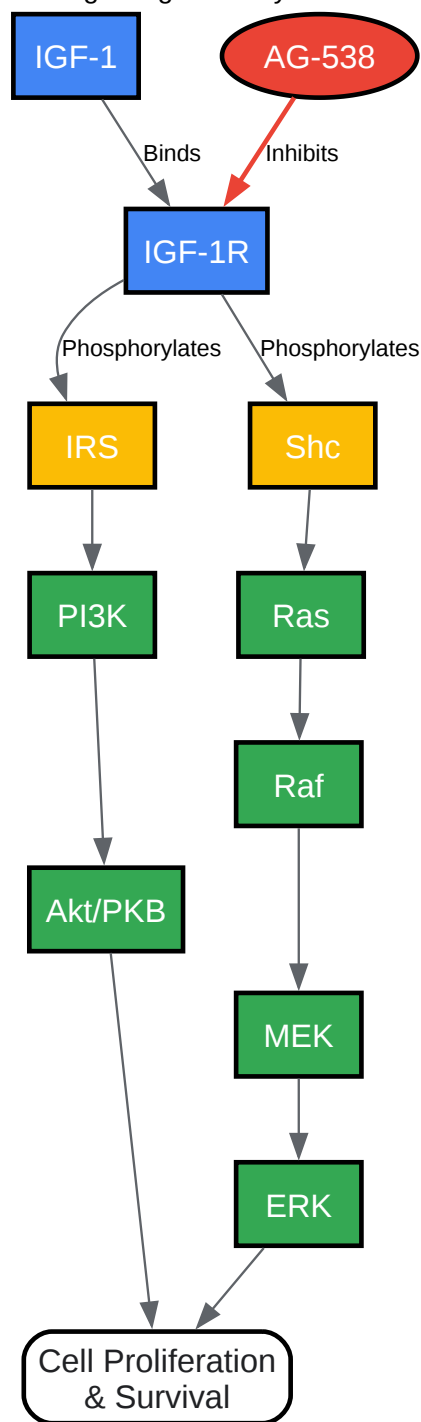 IGF-1
AG-538
Binds
Inhibits
IGF-1R
Phosphorylates
Phosphorylates
IRS
Shc
PI3K
Ras
Raf
Akt/PKB
MEK
ERK
Cell Proliferation
& Survival